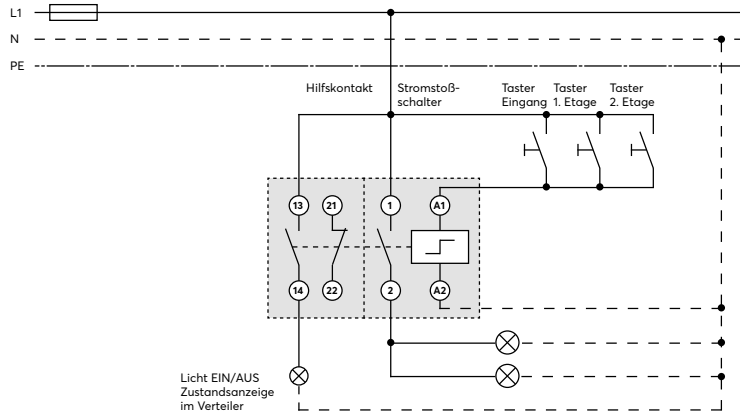 L1
N
PE
Hilfskontakt
Stromstoß-
schalter
Taster
Eingang
Taster
1. Etage
Taster
2. Etage
13
21
1
A1
14
22
2
A2
Licht EIN/AUS
Zustandsanzeige
im Verteiler